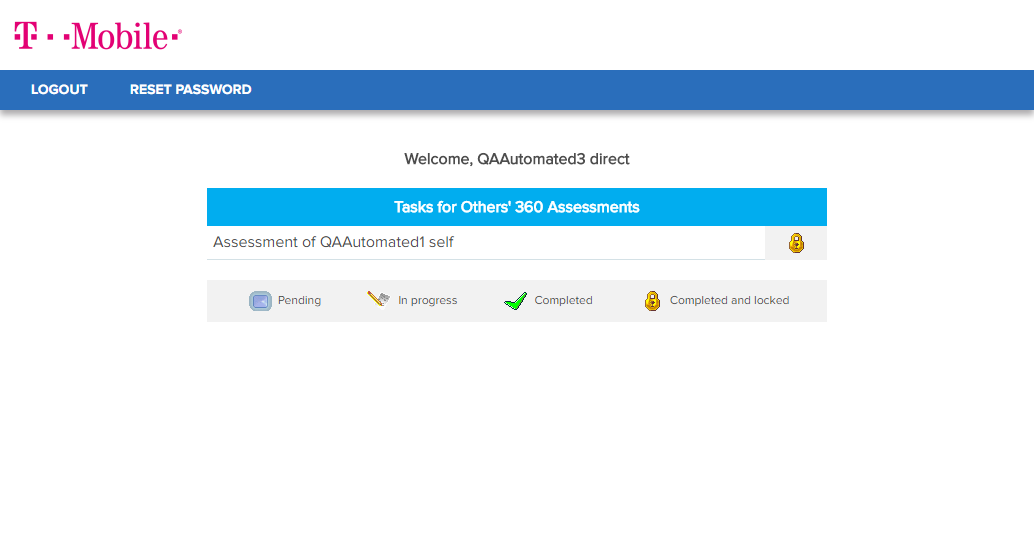 T··Mobile·®
LOGOUT RESET PASSWORD
Welcome, QAAutomated3 direct
Tasks for Others' 360 Assessments
Assessment of QAAutomated1 self
Pending In progress Completed Completed and locked